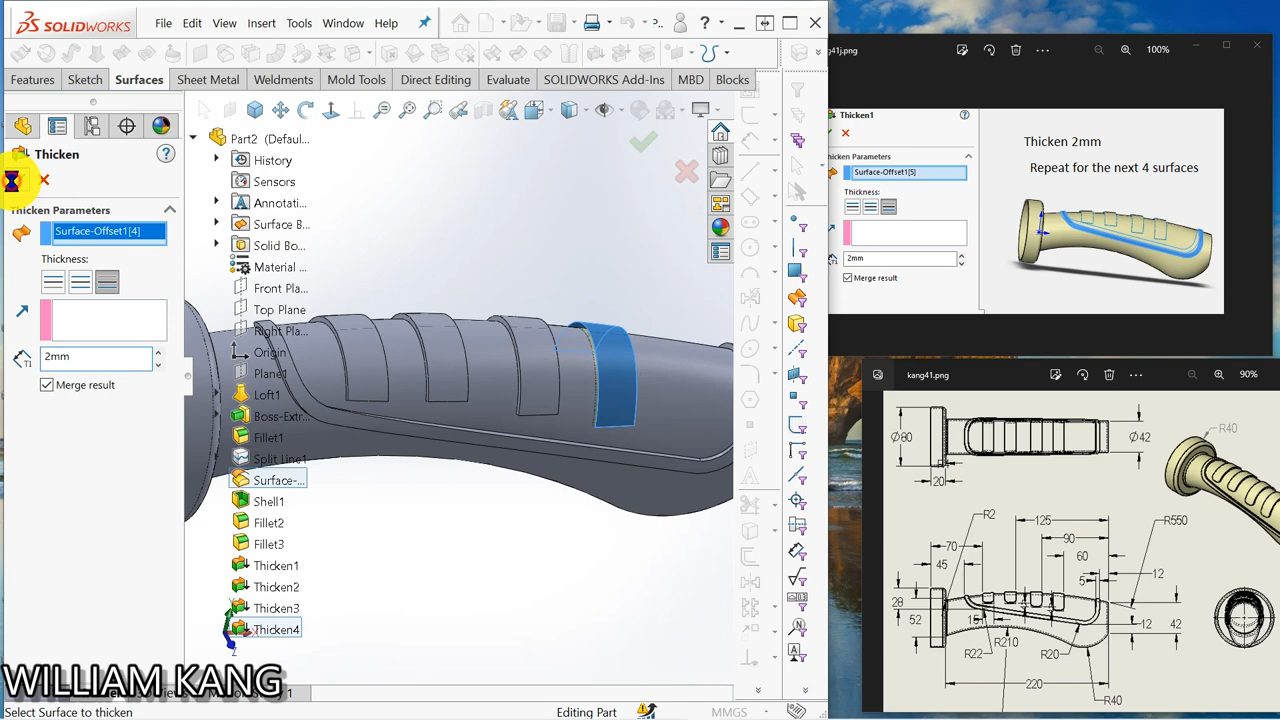 SOLIDWORKS
File
Edit
View
Insert
Tools
Window
Help
P..
?
Features
Sketch
Surfaces
Sheet Metal
Weldments
Mold Tools
Direct Editing
Evaluate
SOLIDWORKS Add-Ins
MBD
Blocks
Thicken
Thicken Parameters
Surface-Offset1[4]
Thickness:
2mm
Merge result
Part2 (Defaul...
History
Sensors
Annotati...
Surface B...
Solid Bo...
Material ...
Front Pla...
Top Plane
Right Pla...
Origin
Plane1
Loft1
Boss-Extr...
Fillet1
Line1
Surface-...
Shell1
Fillet2
Fillet3
Thicken1
Thicken2
Thicken3
Thicken4
WILLIAM KANG
Select Surface to thicken
Editing Part
MMGS
g41j.png
100%
Thicken1
hicken Parameters
Surface-Offset1[5]
Thickness:
2mm
Merge result
Thicken 2mm
Repeat for the next 4 surfaces
kang41.png
90%
Ø80
Ø42
20
R40
R2
125
R550
90
70
60
45
5
12
28
52
15
12
42
R22
R210
R20
220
R40